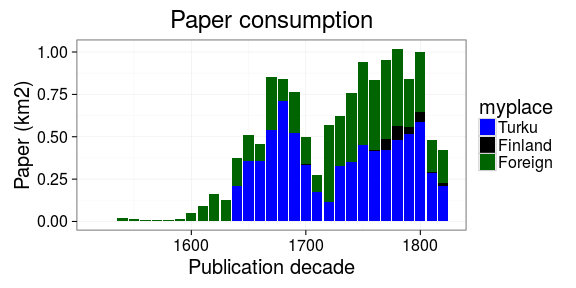 Paper consumption
1.00
0.75
0.50
0.25
0.00
Paper (km2)
1600
1700
1800
Publication decade
myplace
Turku
Finland
Foreign